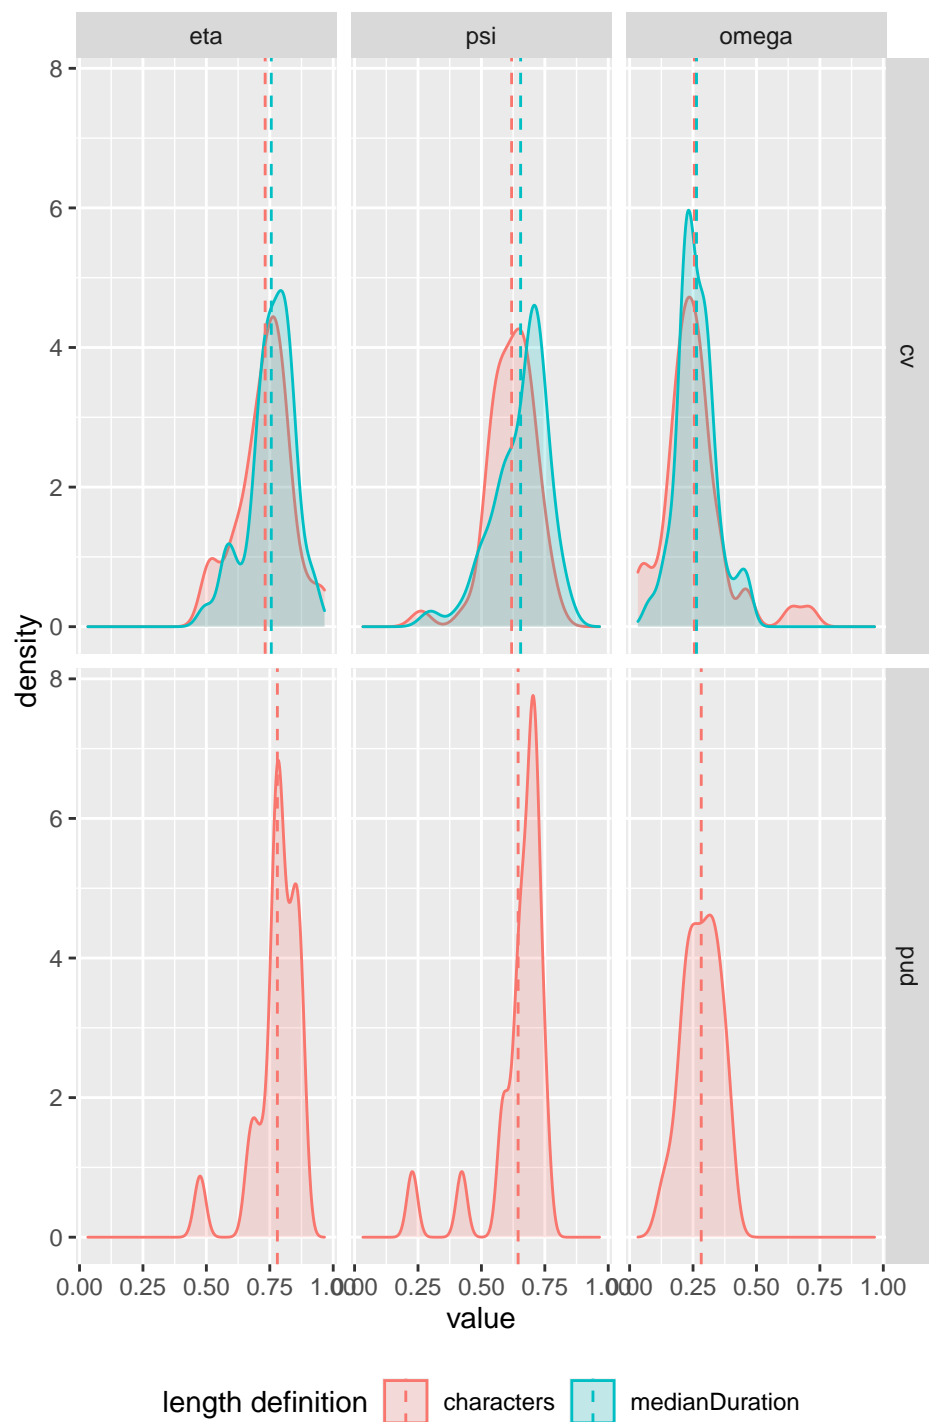 eta psi omega
8
6
4
2
0
cv
density
8
6
4
2
0
pud
0.00 0.25 0.50 0.75 1.00 0.00 0.25 0.50 0.75 1.00 0.00 0.25 0.50 0.75 1.00
value
length definition characters medianDuration